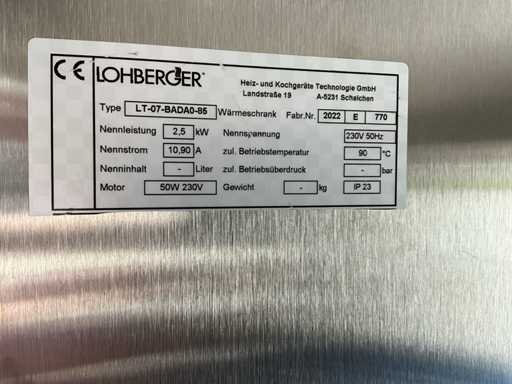 CE LOHBERGER Heiz- und Kochgeräte Technologie GmbH
Landstraße 19 A-5231 Schalchen
Type LT-07-BADA0-85 Wärmeschrank Fabr.Nr. 2022 E 770
Nennleistung 2,5 kW Nennspannung 230V 50Hz
Nennstrom 10,90 A zul. Betriebstemperatur 90 °C
Nenninhalt - Liter zul. Betriebsüberdruck - bar
Motor 50W 230V Gewicht - kg IP 23